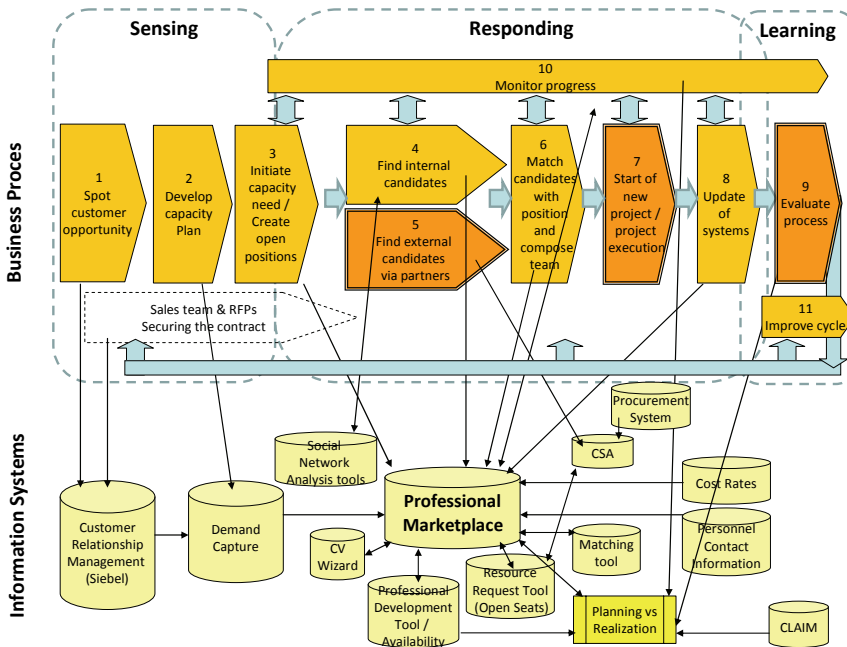 Sensing
Responding
Learning
10
Monitor progress
Business Proces
1
Spot
customer
opportunity
2
Develop
capacity
Plan
3
Initiate
capacity
need /
Create
open
positions
4
Find internal
candidates
5
Find external
candidates
via partners
6
Match
candidates
with
position
and
compose
team
7
Start of
new
project /
project
execution
8
Update
of
systems
9
Evaluate
process
11
Improve cycle
Sales team & RFPs
Securing the contract
Information Systems
Procurement
System
Social
Network
Analysis tools
CSA
Professional
Marketplace
Cost Rates
Customer
Relationship
Management
(Siebel)
Demand
Capture
CV
Wizard
Matching
tool
Personnel
Contact
Information
Resource
Request Tool
(Open Seats)
Professional
Development
Tool /
Availability
Planning vs
Realization
CLAIM